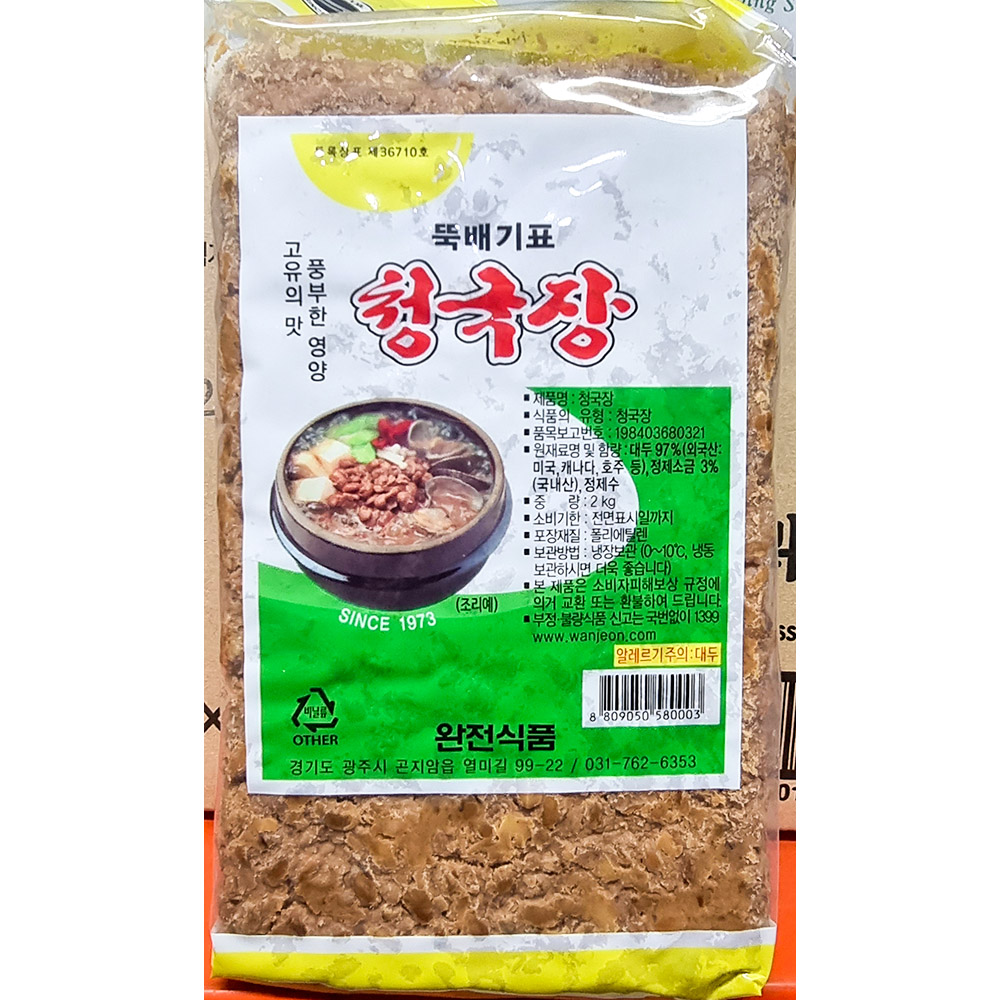 등록상표 제36710호
뚝배기표
청국장
고유의 맛
풍부한 영양
■ 제품명 : 청국장
■ 식품의 유형 : 청국장
■ 품목보고번호 : 198403680321
■ 원재료명 및 함량 : 대두 97%(외국산:
미국, 캐나다, 호주 등), 정제소금 3%
(국내산), 정제수
■ 중 량 : 2 kg
■ 소비기한 : 전면표시일까지
■ 포장재질 : 폴리에틸렌
■ 보관방법 : 냉장보관 (0~10℃, 냉동
보관하시면 더욱 좋습니다)
■ 본 제품은 소비자피해보상 규정에
의거 교환 또는 환불하여 드립니다.
■ 부정·불량식품 신고는 국번없이 1399
www.wanjeon.com
(조리예)
SINCE 1973
알레르기주의:대두
8 809050 580003
비닐류
OTHER
완전식품
경기도 광주시 곤지암읍 열미길 99-22 / 031-762-6353